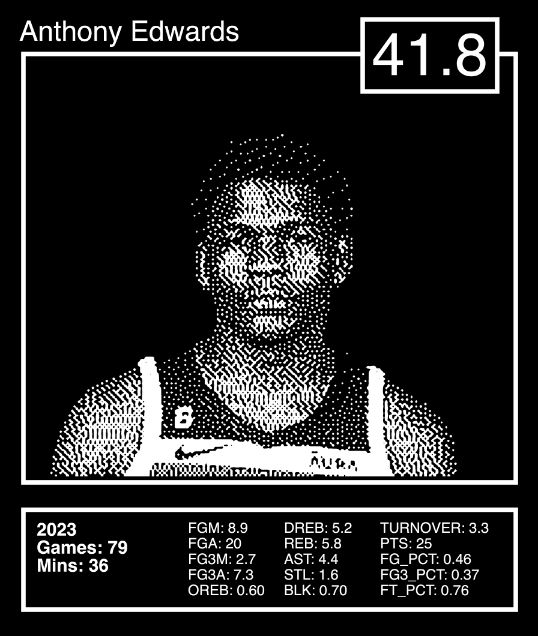 Anthony Edwards
41.8
6
AURA
2023
Games: 79
Mins: 36
FGM: 8.9
FGA: 20
FG3M: 2.7
FG3A: 7.3
OREB: 0.60
DREB: 5.2
REB: 5.8
AST: 4.4
STL: 1.6
BLK: 0.70
TURNOVER: 3.3
PTS: 25
FG_PCT: 0.46
FG3_PCT: 0.37
FT_PCT: 0.76